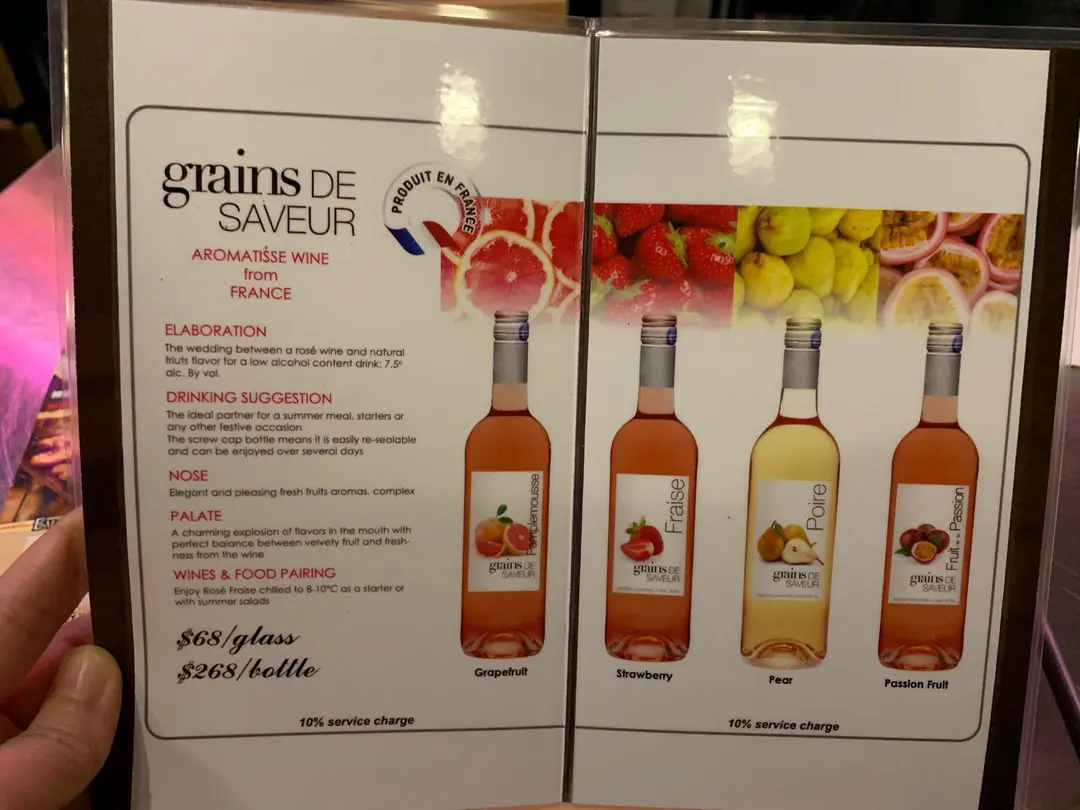 grains DE
SAVEUR
PRODUIT EN FRANCE
AROMATIŚSE WINE
from
FRANCE
ELABORATION
The wedding between a rosé wine and natural
friuts flavor for a low alcohol content drink: 7.5°
alc. By vol.
DRINKING SUGGESTION
The ideal partner for a summer meal, starters or
any other festive occasion
The screw cap bottle means it is easily re-sealable
and can be enjoyed over several days
NOSE
Elegant and pleasing fresh fruits aromas, complex
PALATE
A charming explosion of flavors in the mouth with
perfect balance between velvety fruit and fresh-
ness from the wine
WINES & FOOD PAIRING
Enjoy Rosé Fraise chilled to 8-10°C as a starter or
with summer salads
$68/glass
$268/bottle
10% service charge
Pamplemousse
grains DE
SAVEUR
Grapefruit
Fraise
grains DE
SAVEUR
Strawberry
Poire
grains DE
SAVEUR
Pear
Fruit de la Passion
grains DE
SAVEUR
Passion Fruit
10% service charge